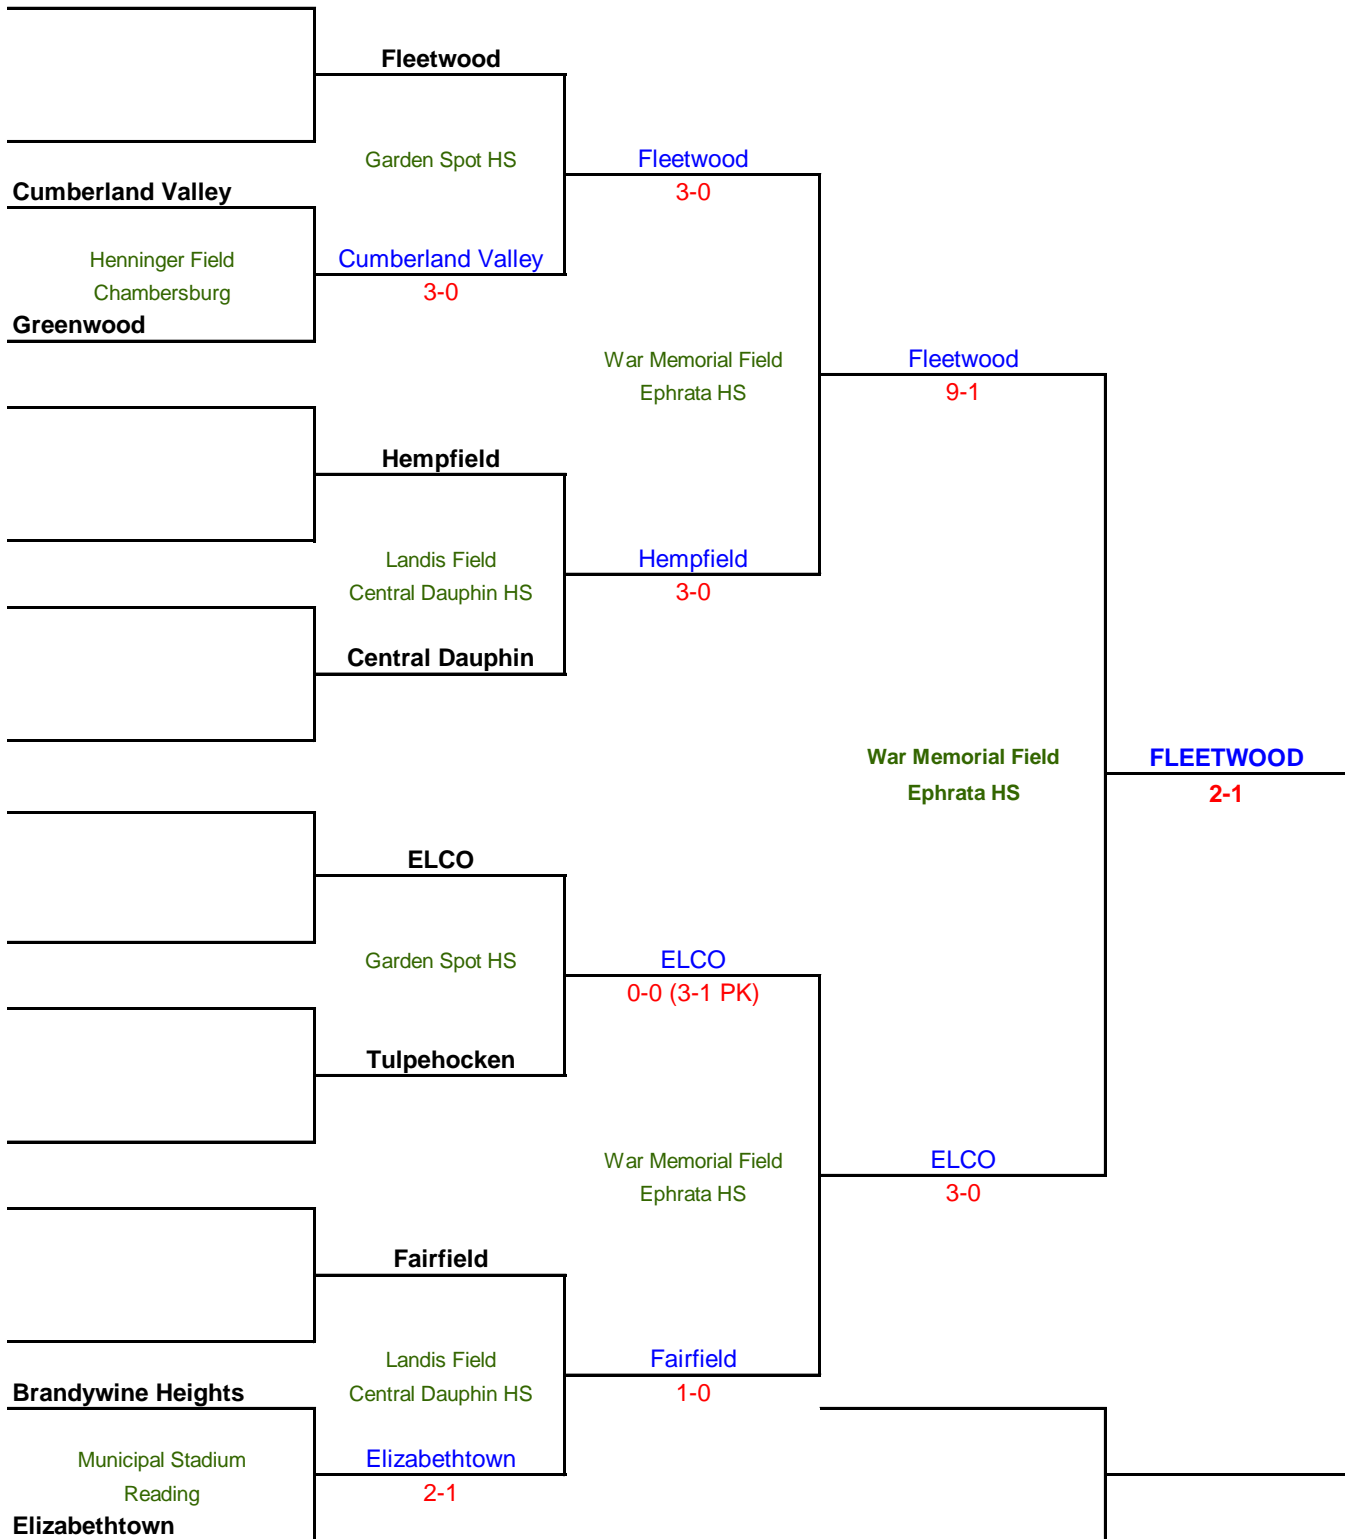 Fleetwood
Garden Spot HS
Fleetwood
3-0
Cumberland Valley
Henninger Field
Chambersburg
Greenwood
Cumberland Valley
3-0
War Memorial Field
Ephrata HS
Fleetwood
9-1
Hempfield
Landis Field
Central Dauphin HS
Hempfield
3-0
Central Dauphin
War Memorial Field
Ephrata HS
FLEETWOOD
2-1
ELCO
Garden Spot HS
ELCO
0-0 (3-1 PK)
Tulpehocken
War Memorial Field
Ephrata HS
ELCO
3-0
Fairfield
Landis Field
Central Dauphin HS
Fairfield
1-0
Brandywine Heights
Municipal Stadium
Reading
Elizabethtown
Elizabethtown
2-1